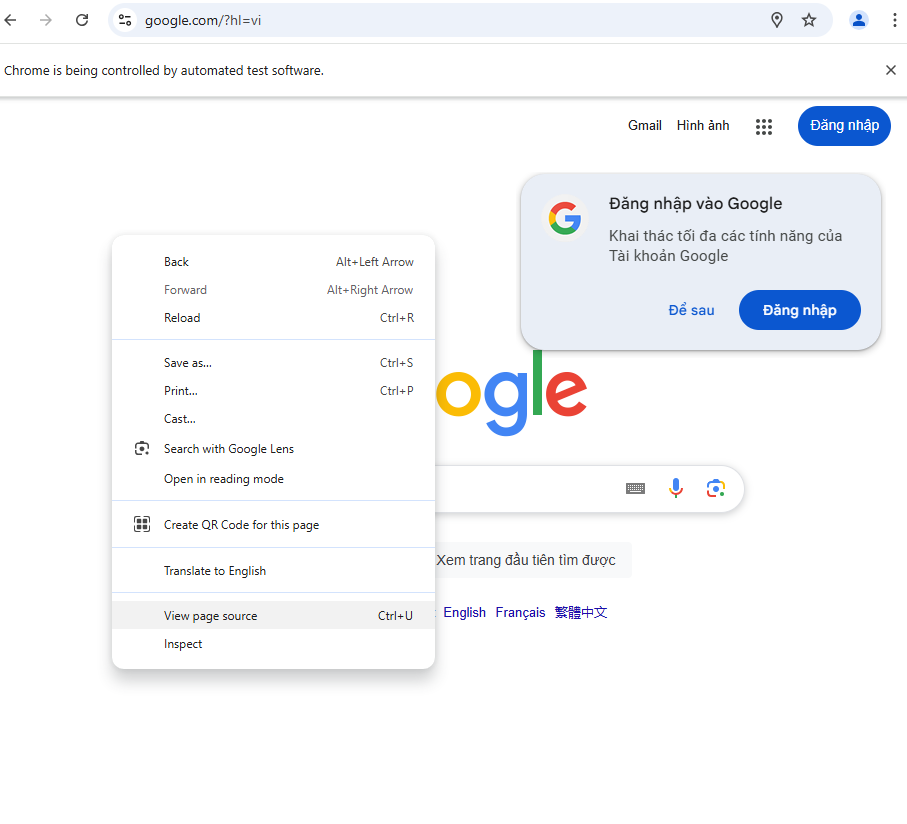 google.com/?hl=vi
Chrome is being controlled by automated test software.
Gmail Hình ảnh Đăng nhập
Đăng nhập vào Google
Khai thác tối đa các tính năng của
Tài khoản Google
Để sau Đăng nhập
Back Alt+Left Arrow
Forward Alt+Right Arrow
Reload Ctrl+R
Save as... Ctrl+S
Print... Ctrl+P
Cast...
Search with Google Lens
Open in reading mode
Create QR Code for this page
Translate to English
View page source Ctrl+U
Inspect
ogle
Xem trang đầu tiên tìm được
English Français 繁體中文